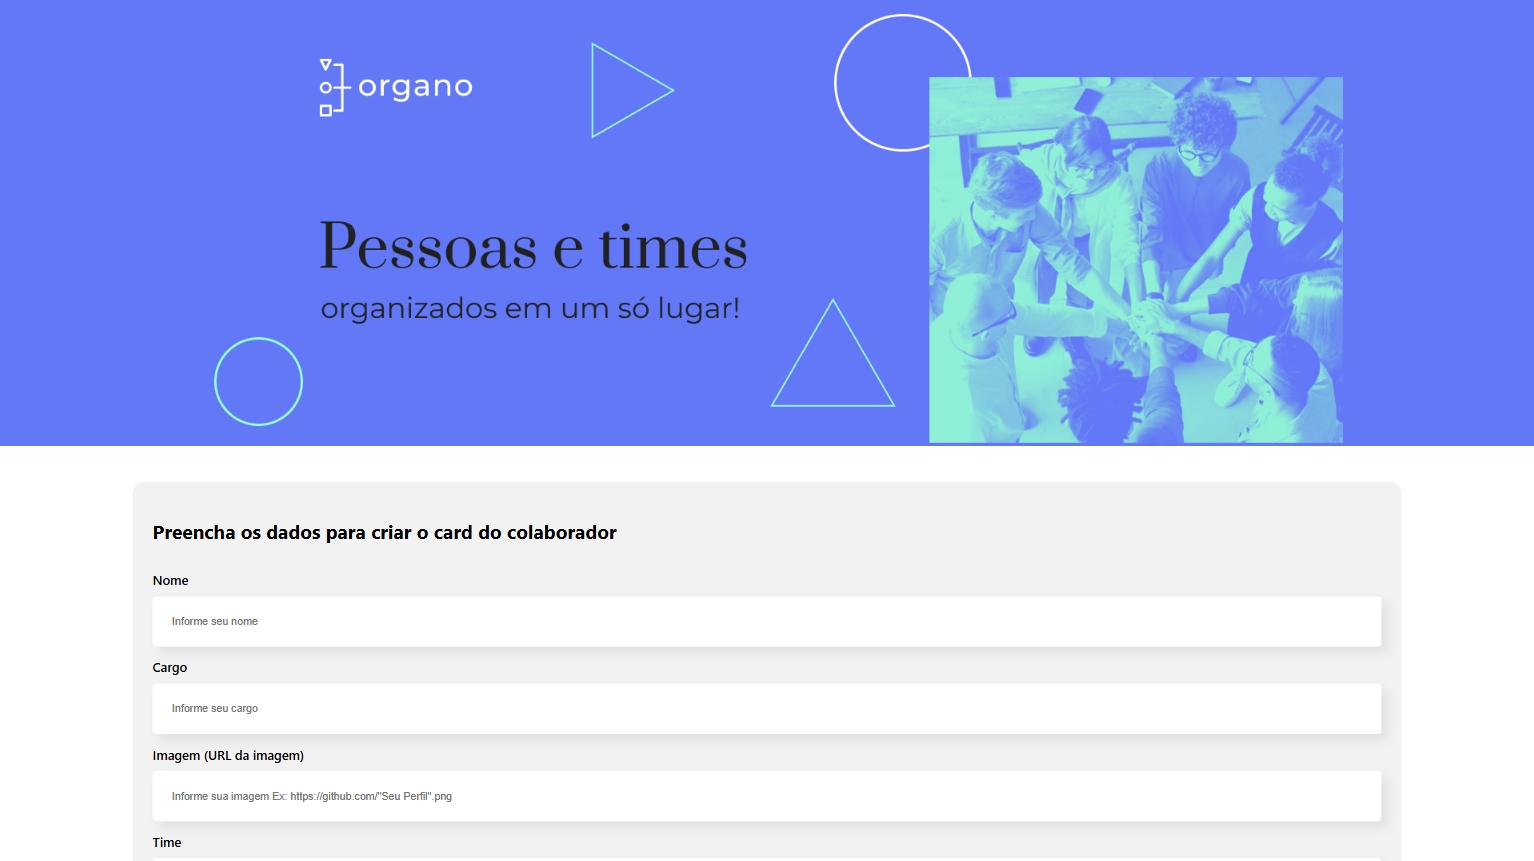 organo
Pessoas e times
organizados em um só lugar!
Preencha os dados para criar o card do colaborador
Nome
Informe seu nome
Cargo
Informe seu cargo
Imagem (URL da imagem)
Informe sua imagem Ex: https://github.com/"Seu Perfil".png
Time